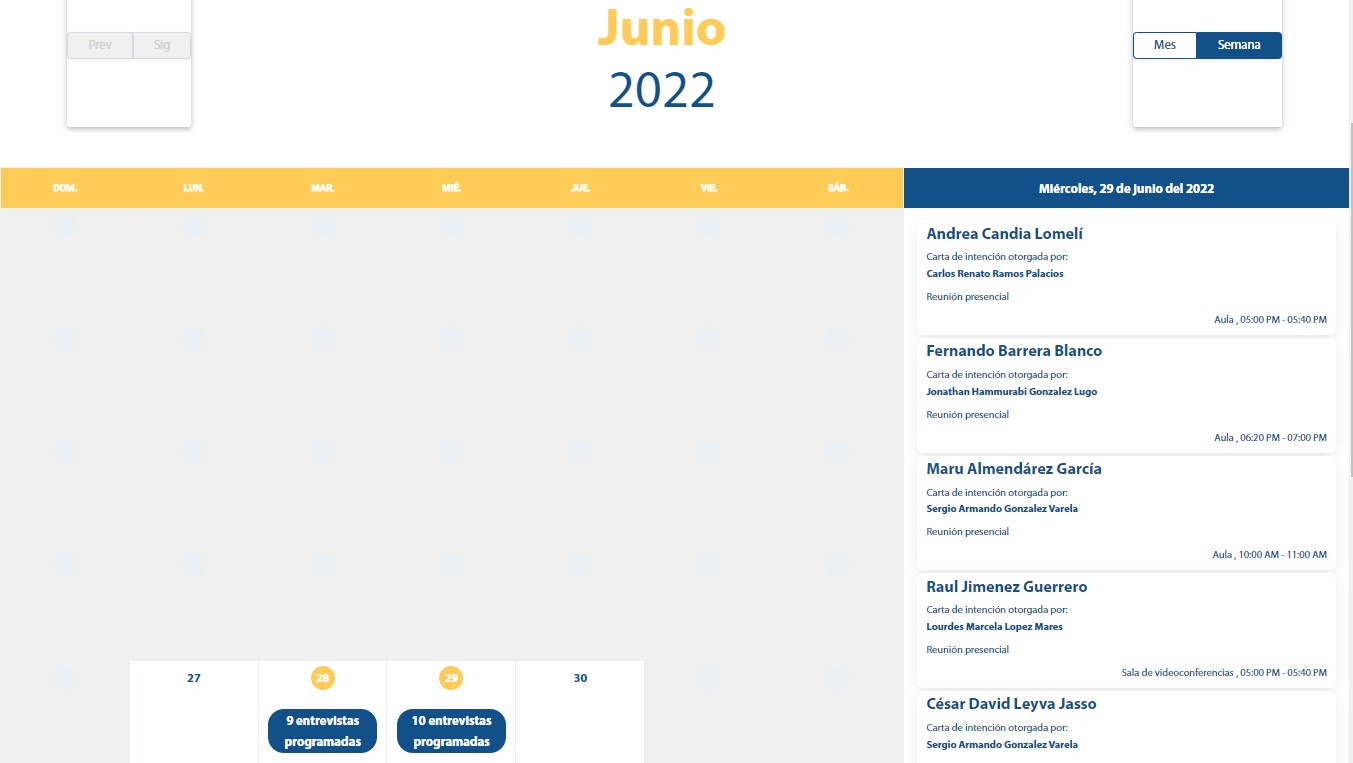 Prev
Sig
Junio
2022
Mes
Semana
DOM.
LUN.
MAR.
MIÉ.
JUE.
VIE.
SÁB.
27
28
29
30
9 entrevistas
programadas
10 entrevistas
programadas
Miércoles, 29 de Junio del 2022
Andrea Candia Lomelí
Carta de intención otorgada por:
Carlos Renato Ramos Palacios
Reunión presencial
Aula , 05:00 PM - 05:40 PM
Fernando Barrera Blanco
Carta de intención otorgada por:
Jonathan Hammurabi Gonzalez Lugo
Reunión presencial
Aula , 06:20 PM - 07:00 PM
Maru Almendárez García
Carta de intención otorgada por:
Sergio Armando Gonzalez Varela
Reunión presencial
Aula , 10:00 AM - 11:00 AM
Raul Jimenez Guerrero
Carta de intención otorgada por:
Lourdes Marcela Lopez Mares
Reunión presencial
Sala de videoconferencias , 05:00 PM - 05:40 PM
César David Leyva Jasso
Carta de intención otorgada por:
Sergio Armando Gonzalez Varela